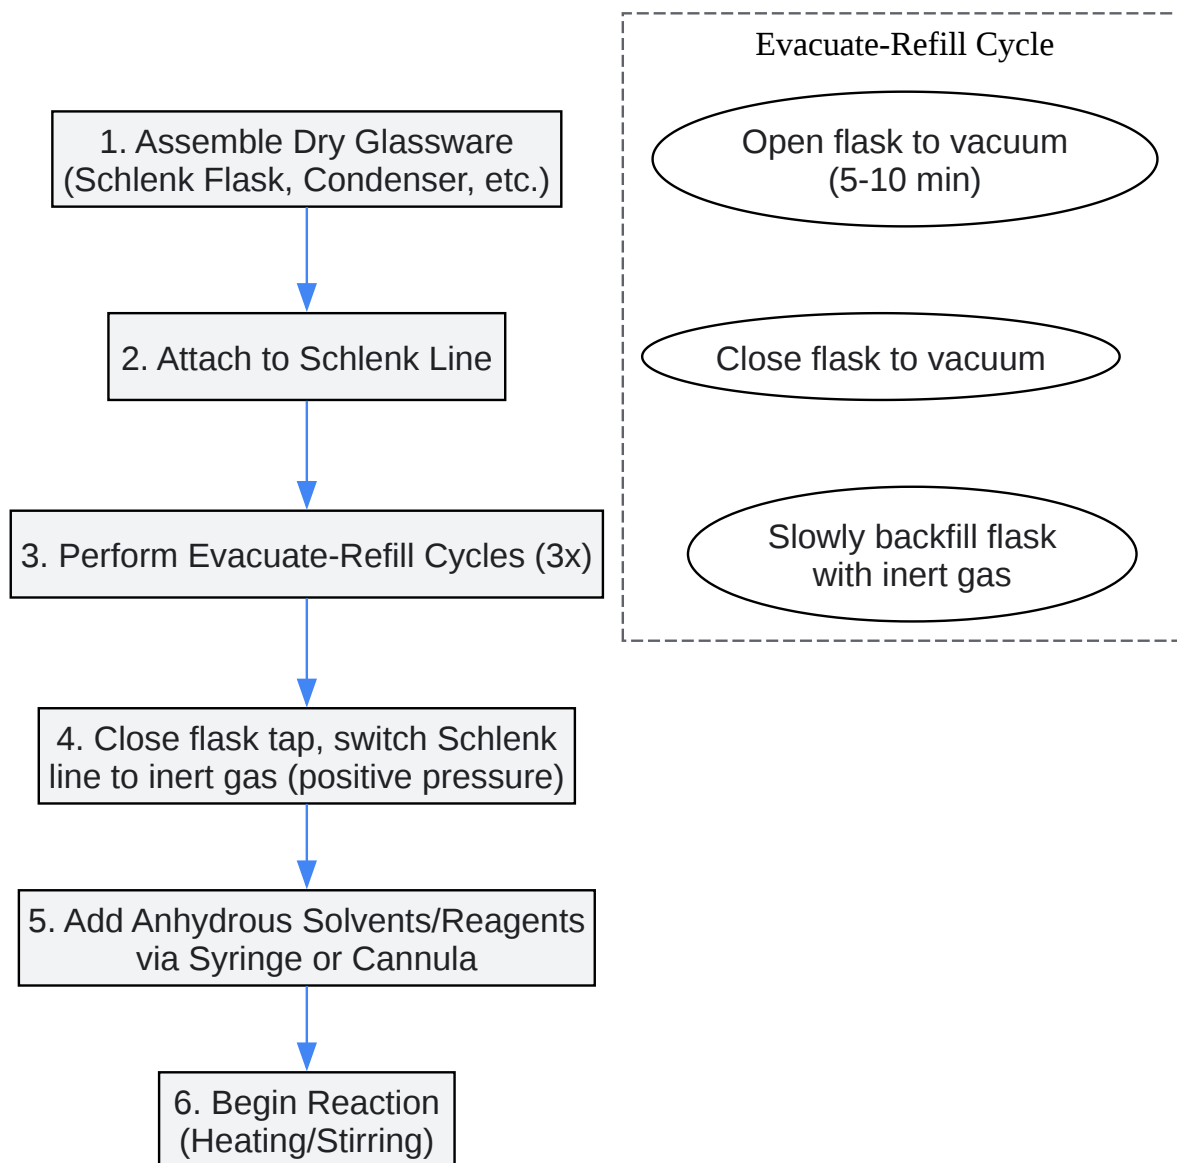 1. Assemble Dry Glassware
(Schlenk Flask, Condenser, etc.)
2. Attach to Schlenk Line
3. Perform Evacuate-Refill Cycles (3x)
4. Close flask tap, switch Schlenk
line to inert gas (positive pressure)
5. Add Anhydrous Solvents/Reagents
via Syringe or Cannula
6. Begin Reaction
(Heating/Stirring)
Evacuate-Refill Cycle
Open flask to vacuum
(5-10 min)
Close flask to vacuum
Slowly backfill flask
with inert gas